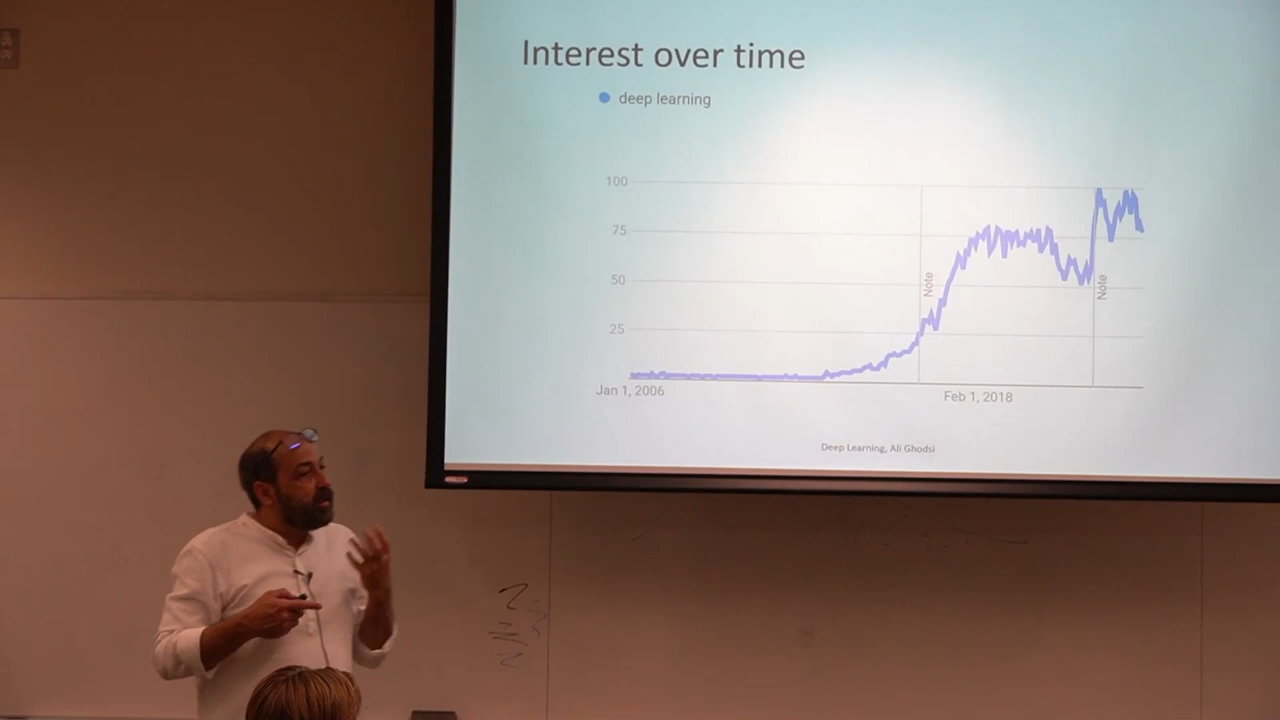 Interest over time
deep learning
100
75
50
25
Note
Note
Jan 1, 2006
Feb 1, 2018
Deep Learning, Ali Ghodsi